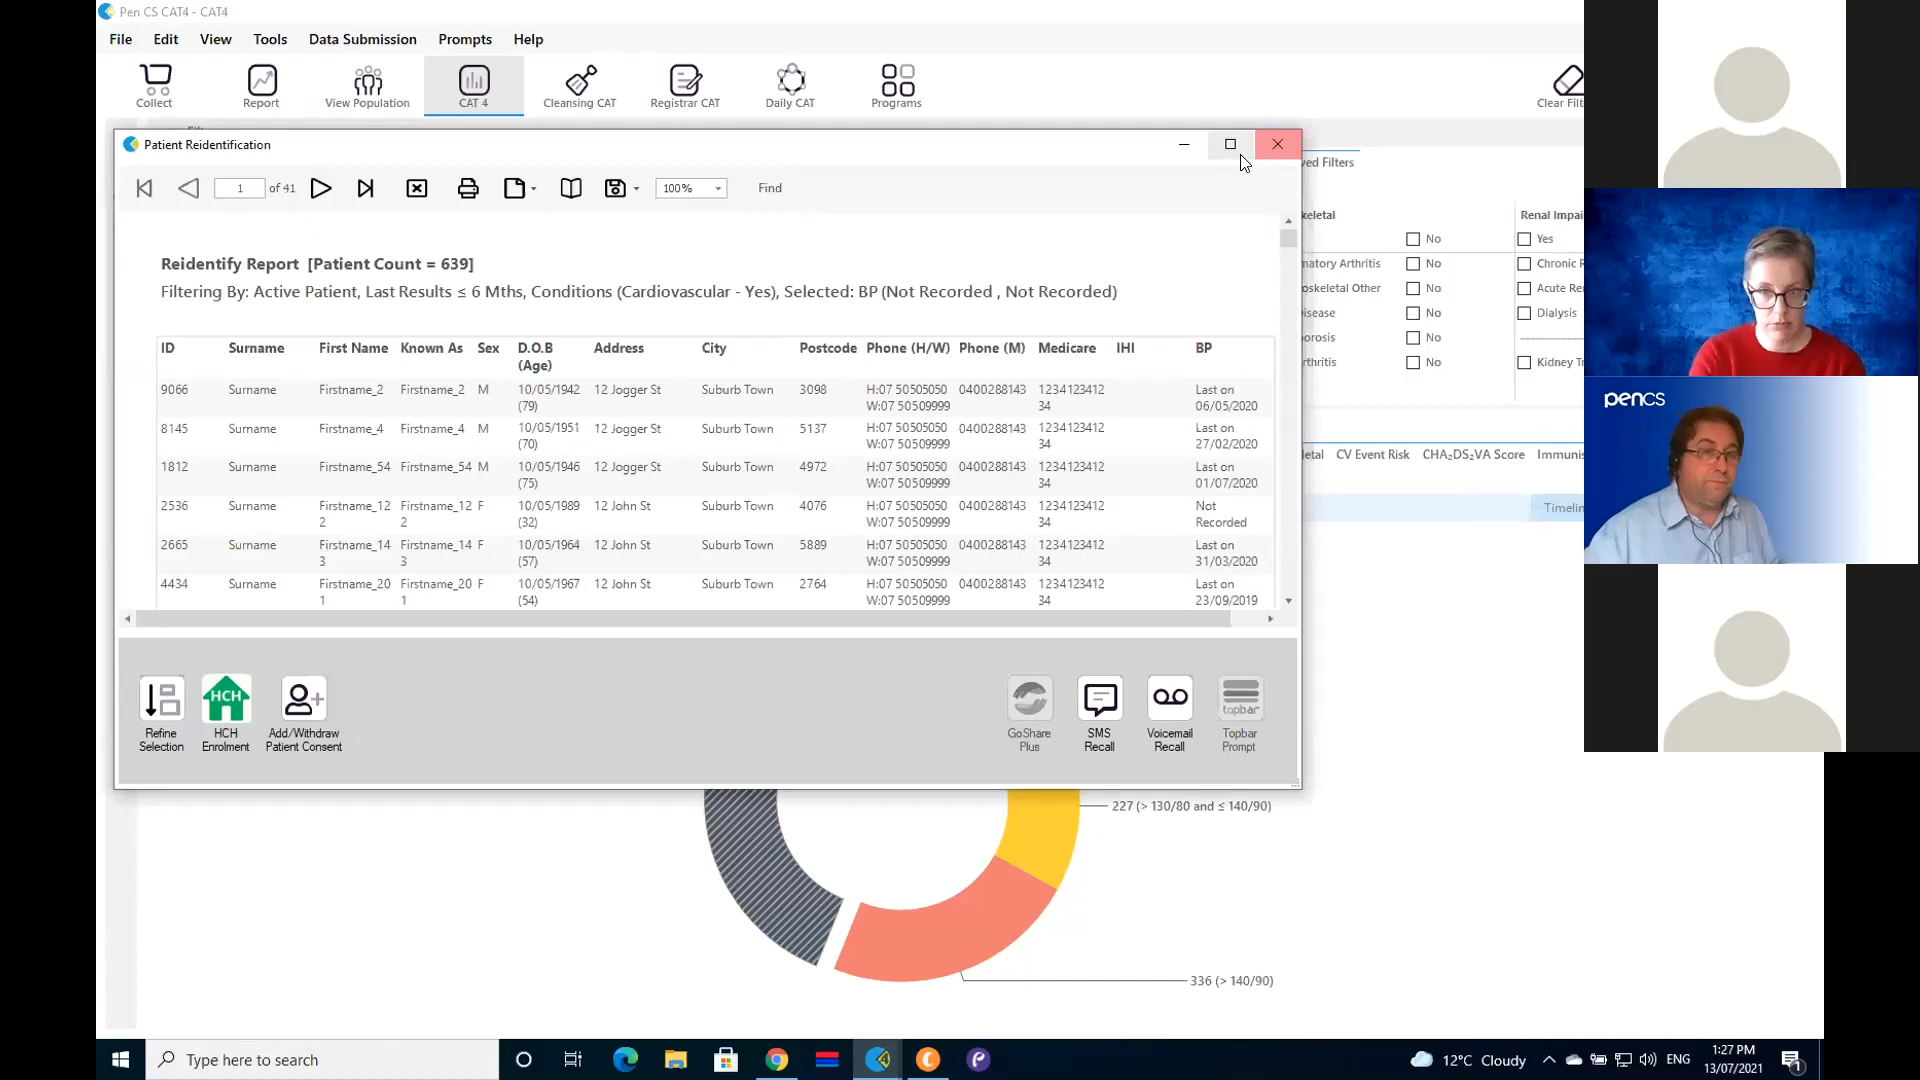 Pen CS CAT4 - CAT4
File Edit View Tools Data Submission Prompts Help
Collect Report View Population CAT 4 Cleansing CAT Registrar CAT Daily CAT Programs Clear Filt
Patient Reidentification
1 of 41 100% Find
Reidentify Report [Patient Count = 639]
Filtering By: Active Patient, Last Results ≤ 6 Mths, Conditions (Cardiovascular - Yes), Selected: BP (Not Recorded , Not Recorded)
ID Surname First Name Known As Sex D.O.B (Age) Address City Postcode Phone (H/W) Phone (M) Medicare IHI BP
9066 Surname Firstname_2 Firstname_2 M 10/05/1942 12 Jogger St Suburb Town 3098 H:07 50505050 0400288143 1234123412 Last on
(79) W:07 50509999 34 06/05/2020
8145 Surname Firstname_4 Firstname_4 M 10/05/1951 12 Jogger St Suburb Town 5137 H:07 50505050 0400288143 1234123412 Last on
(70) W:07 50509999 34 27/02/2020
1812 Surname Firstname_54 Firstname_54 M 10/05/1946 12 Jogger St Suburb Town 4972 H:07 50505050 0400288143 1234123412 Last on
(75) W:07 50509999 34 01/07/2020
2536 Surname Firstname_12 Firstname_12 F 10/05/1989 12 John St Suburb Town 4076 H:07 50505050 0400288143 1234123412 Not
2 2 (32) W:07 50509999 34 Recorded
2665 Surname Firstname_14 Firstname_14 F 10/05/1964 12 John St Suburb Town 5889 H:07 50505050 0400288143 1234123412 Last on
3 3 (57) W:07 50509999 34 31/03/2020
4434 Surname Firstname_20 Firstname_20 F 10/05/1967 12 John St Suburb Town 2764 H:07 50505050 0400288143 1234123412 Last on
1 1 (54) W:07 50509999 34 23/09/2019
HCH
topbar
Refine HCH Add/Withdraw GoShare SMS Voicemail Topbar
Selection Enrolment Patient Consent Plus Recall Recall Prompt
ved Filters
keletal Renal Impai
No Yes
matory Arthritis No Chronic R
oskeletal Other No Acute Re
isease No Dialysis
orosis No
rthritis No Kidney T
etal CV Event Risk CHA₂DS₂VA Score Immunis
Timelin
penCS
227 (> 130/80 and ≤ 140/90)
336 (> 140/90)
Type here to search
12°C Cloudy ENG 1:27 PM
13/07/2021
1